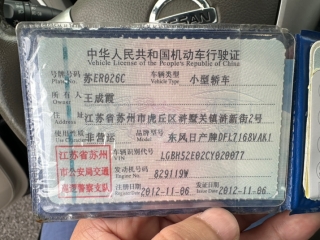 中华人民共和国机动车行驶证
Vehicle License of the People's Republic of China
号牌号码 Plate No. 苏ER026C 车辆类型 Vehicle Type 小型轿车
所有人 Owner 王成霞
住址 Address 江苏省苏州市虎丘区浒墅关镇浒新街2号
使用性质 非营运 品牌型号 Model 东风日产牌DFL7168VAK1
江苏省苏州
市公安局交通
巡逻警察支队
车辆识别代号 VIN LGBH52E02CY020077
发动机号码 Engine No. 829119W
注册日期 2012-11-06 发证日期 2012-11-06